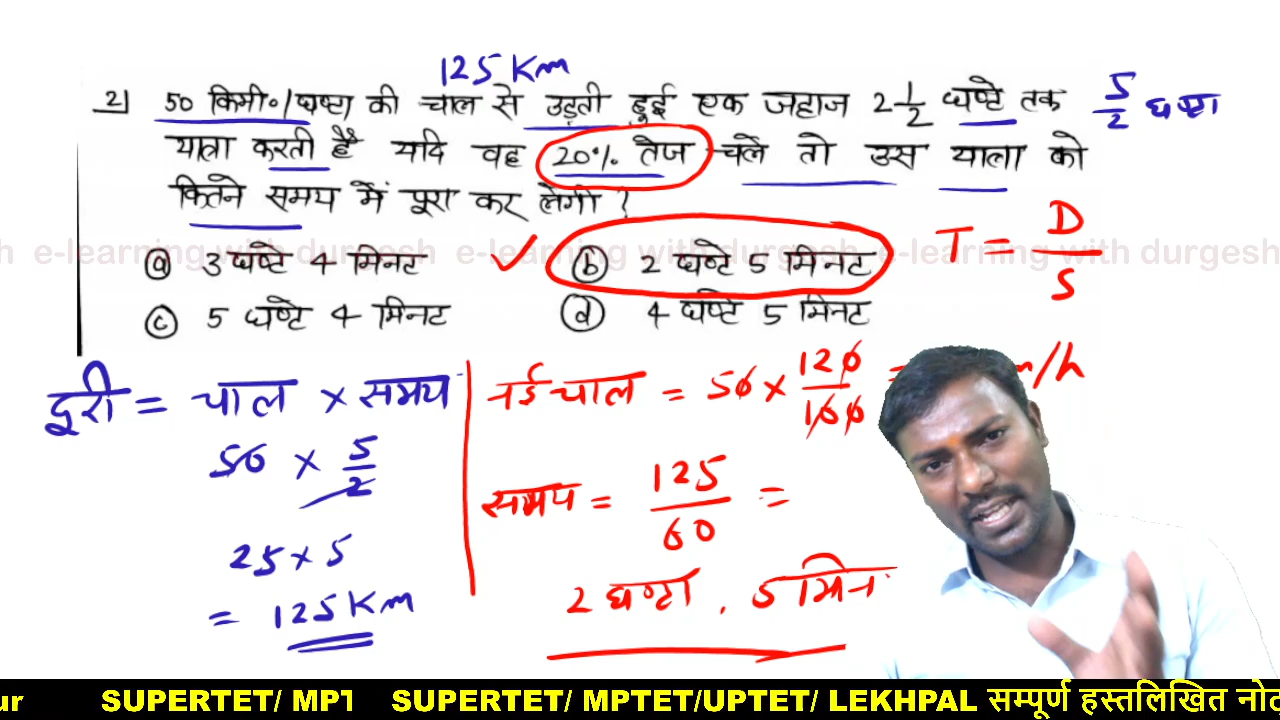 125 Km
2) 50 किमी०/घण्टा की चाल से उड़ती हुई एक जहाज 2 1/2 घण्टे तक 5/2 घण्टा
यात्रा करती है यदि वह 20% तेज चले तो उस यात्रा को
कितने समय में पूरा कर लेगी ?
T = D/S
e-learning with durgesh e-learning with durgesh
(a) 3 घण्टे 4 मिनट (b) 2 घण्टे 5 मिनट
(c) 5 घण्टे 4 मिनट (d) 4 घण्टे 5 मिनट
दूरी = चाल × समय
50 × 5/2
25 × 5
= 125 Km
नई चाल = 50 × 120/100 = /h
समय = 125/60 =
2 घण्टा , 5 मिन
ur SUPERTET/ MPT SUPERTET/ MPTET/UPTET/ LEKHPAL सम्पूर्ण हस्तलिखित